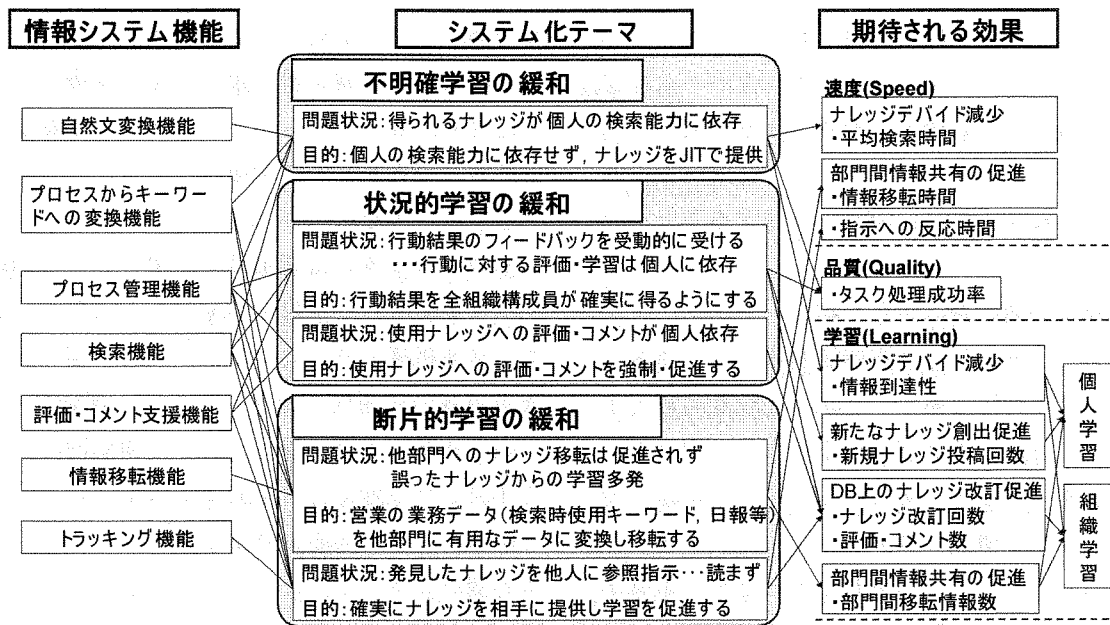 情報システム機能
自然文変換機能
プロセスからキーワー
ドへの変換機能
プロセス管理機能
検索機能
評価・コメント支援機能
情報移転機能
トラッキング機能
システム化テーマ
不明確学習の緩和
問題状況：得られるナレッジが個人の検索能力に依存
目的：個人の検索能力に依存せず，ナレッジをJITで提供
状況的学習の緩和
問題状況：行動結果のフィードバックを受動的に受ける
・・・行動に対する評価・学習は個人に依存
目的：行動結果を全組織構成員が確実に得るようにする
問題状況：使用ナレッジへの評価・コメントが個人依存
目的：使用ナレッジへの評価・コメントを強制・促進する
断片的学習の緩和
問題状況：他部門へのナレッジ移転は促進されず
誤ったナレッジからの学習多発
目的：営業の業務データ（検索時使用キーワード，日報等）
を他部門に有用なデータに変換し移転する
問題状況：発見したナレッジを他人に参照指示・・・読まず
目的：確実にナレッジを相手に提供し学習を促進する
期待される効果
速度(Speed)
ナレッジデバイド減少
・平均検索時間
部門間情報共有の促進
・情報移転時間
・指示への反応時間
品質(Quality)
・タスク処理成功率
学習(Learning)
ナレッジデバイド減少
・情報到達性
新たなナレッジ創出促進
・新規ナレッジ投稿回数
DB上のナレッジ改訂促進
・ナレッジ改訂回数
・評価・コメント数
部門間情報共有の促進
・部門間移転情報数
個人学習
組織学習